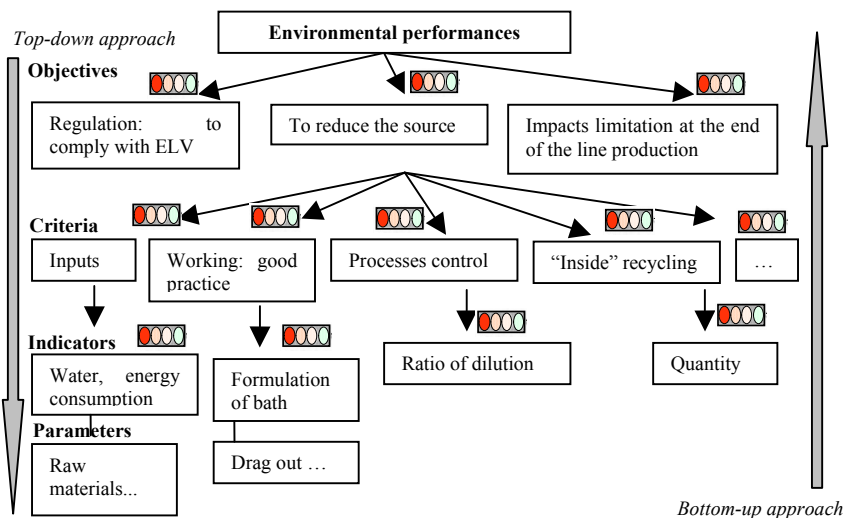 Environmental performances
Top-down approach
Objectives
Regulation: to
comply with ELV
To reduce the source
Impacts limitation at the end
of the line production
Criteria
Inputs
Working: good
practice
Processes control
“Inside” recycling
…
Indicators
Water, energy
consumption
Formulation
of bath
Ratio of dilution
Quantity
Parameters
Raw
materials...
Drag out …
Bottom-up approach